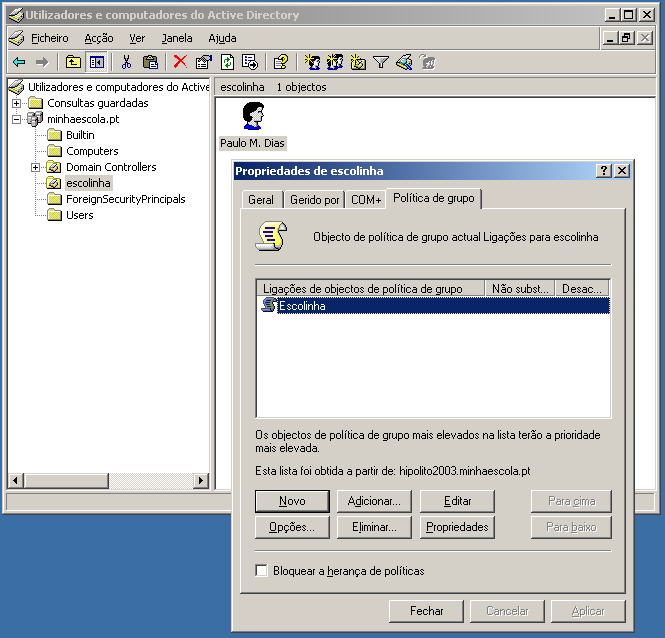 Utilizadores e computadores do Active Directory
Ficheiro Acção Ver Janela Ajuda
Utilizadores e computadores do Active
Consultas guardadas
minhaescola.pt
Builtin
Computers
Domain Controllers
escolinha
ForeignSecurityPrincipals
Users
escolinha 1 objectos
Paulo M. Dias
Propriedades de escolinha
Geral Gerido por COM+ Política de grupo
Objecto de política de grupo actual Ligações para escolinha
Ligações de objectos de política de grupo Não subst... Desac...
Escolinha
Os objectos de política de grupo mais elevados na lista terão a prioridade
mais elevada.
Esta lista foi obtida a partir de: hipolito2003.minhaescola.pt
Novo Adicionar... Editar Para cima
Opções... Eliminar... Propriedades Para baixo
Bloquear a herança de políticas
Fechar Cancelar Aplicar